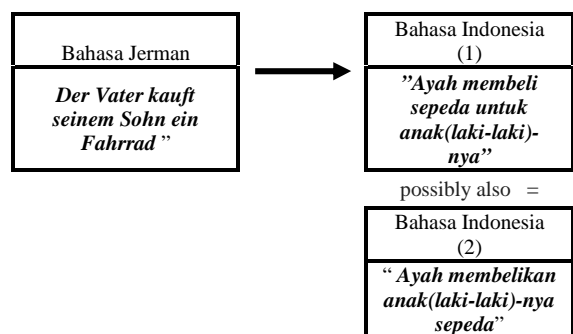 Bahasa Jerman
Der Vater kauft
seinem Sohn ein
Fahrrad ”
Bahasa Indonesia
(1)
”Ayah membeli
sepeda untuk
anak(laki-laki)-
nya”
possibly also =
Bahasa Indonesia
(2)
“ Ayah membelikan
anak(laki-laki)-nya
sepeda”